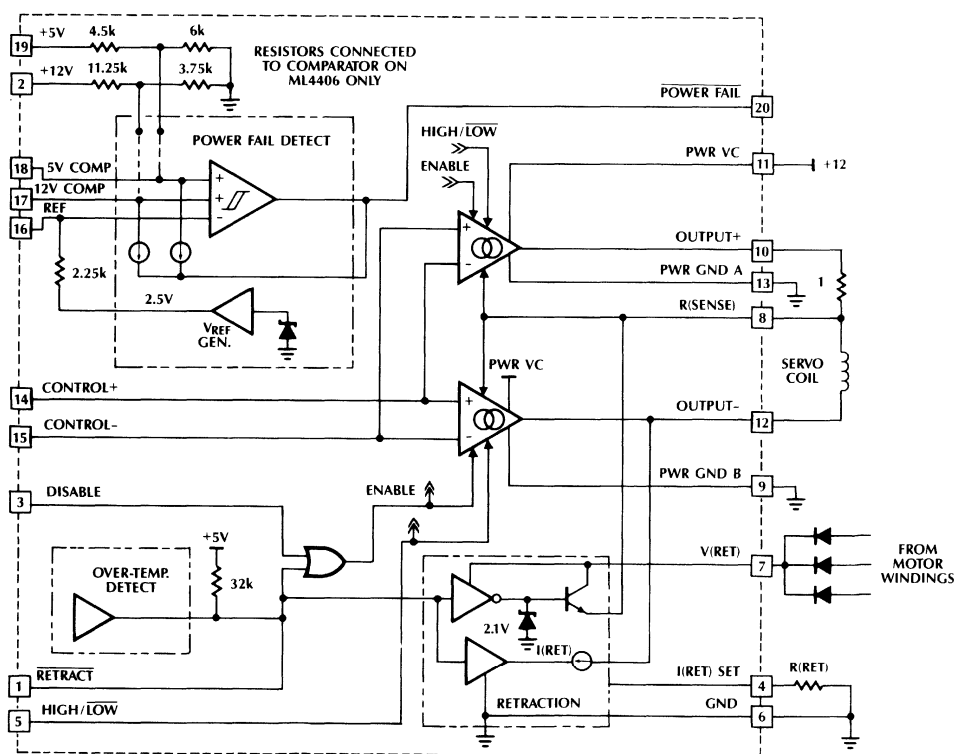 19 +5V 4.5k 6k
2 +12V 11.25k 3.75k
RESISTORS CONNECTED
TO COMPARATOR ON
ML4406 ONLY
POWER FAIL 20
POWER FAIL DETECT
HIGH/LOW
ENABLE
PWR VC 11 +12
18 5V COMP +
17 12V COMP +
16 REF -
2.25k
2.5V
VREF
GEN.
+
-
OUTPUT+ 10
PWR GND A 13
1
R(SENSE) 8
SERVO
COIL
PWR VC
14 CONTROL+ +
15 CONTROL- -
OUTPUT- 12
PWR GND B 9
3 DISABLE
ENABLE
+5V
32k
OVER-TEMP.
DETECT
V(RET) 7
FROM
MOTOR
WINDINGS
2.1V
I(RET)
1 RETRACT
5 HIGH/LOW
RETRACTION
I(RET) SET 4 R(RET)
GND 6